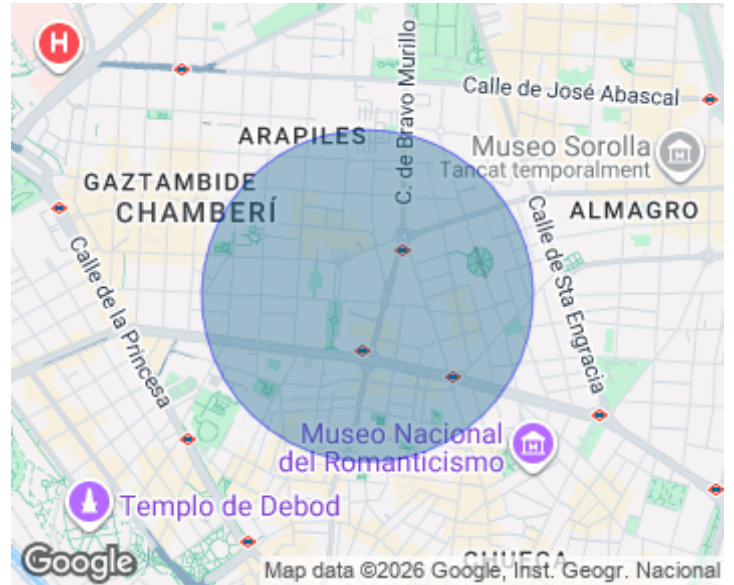 H
C. de Bravo Murillo
Calle de José Abascal
ARAPILES
Museo Sorolla
Tancat temporalment
GAZTAMBIDE
CHAMBERÍ
ALMAGRO
Calle de Sta Engracia
Calle de la Princesa
Museo Nacional
del Romanticismo
Templo de Debod
CHUECA
Google
Map data ©2026 Google, Inst. Geogr. Nacional